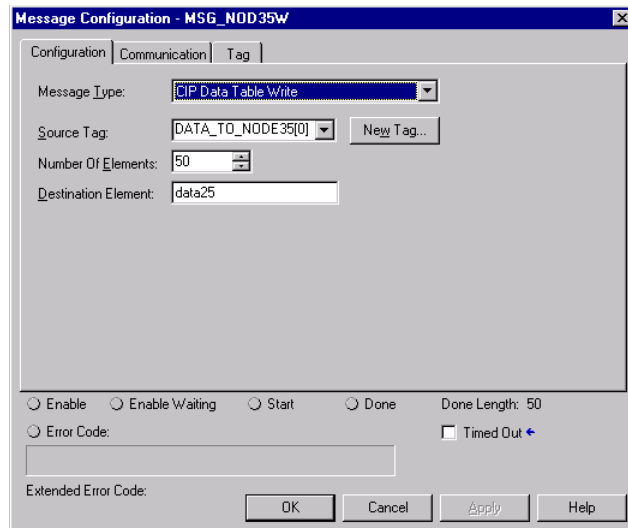 Message Configuration - MSG_NOD35W
Configuration Communication Tag
Message Type: CIP Data Table Write
Source Tag: DATA_TO_NODE35[0] New Tag...
Number Of Elements: 50
Destination Element: data25
Enable Enable Waiting Start Done Done Length: 50
Error Code: Timed Out
Extended Error Code:
OK Cancel Apply Help